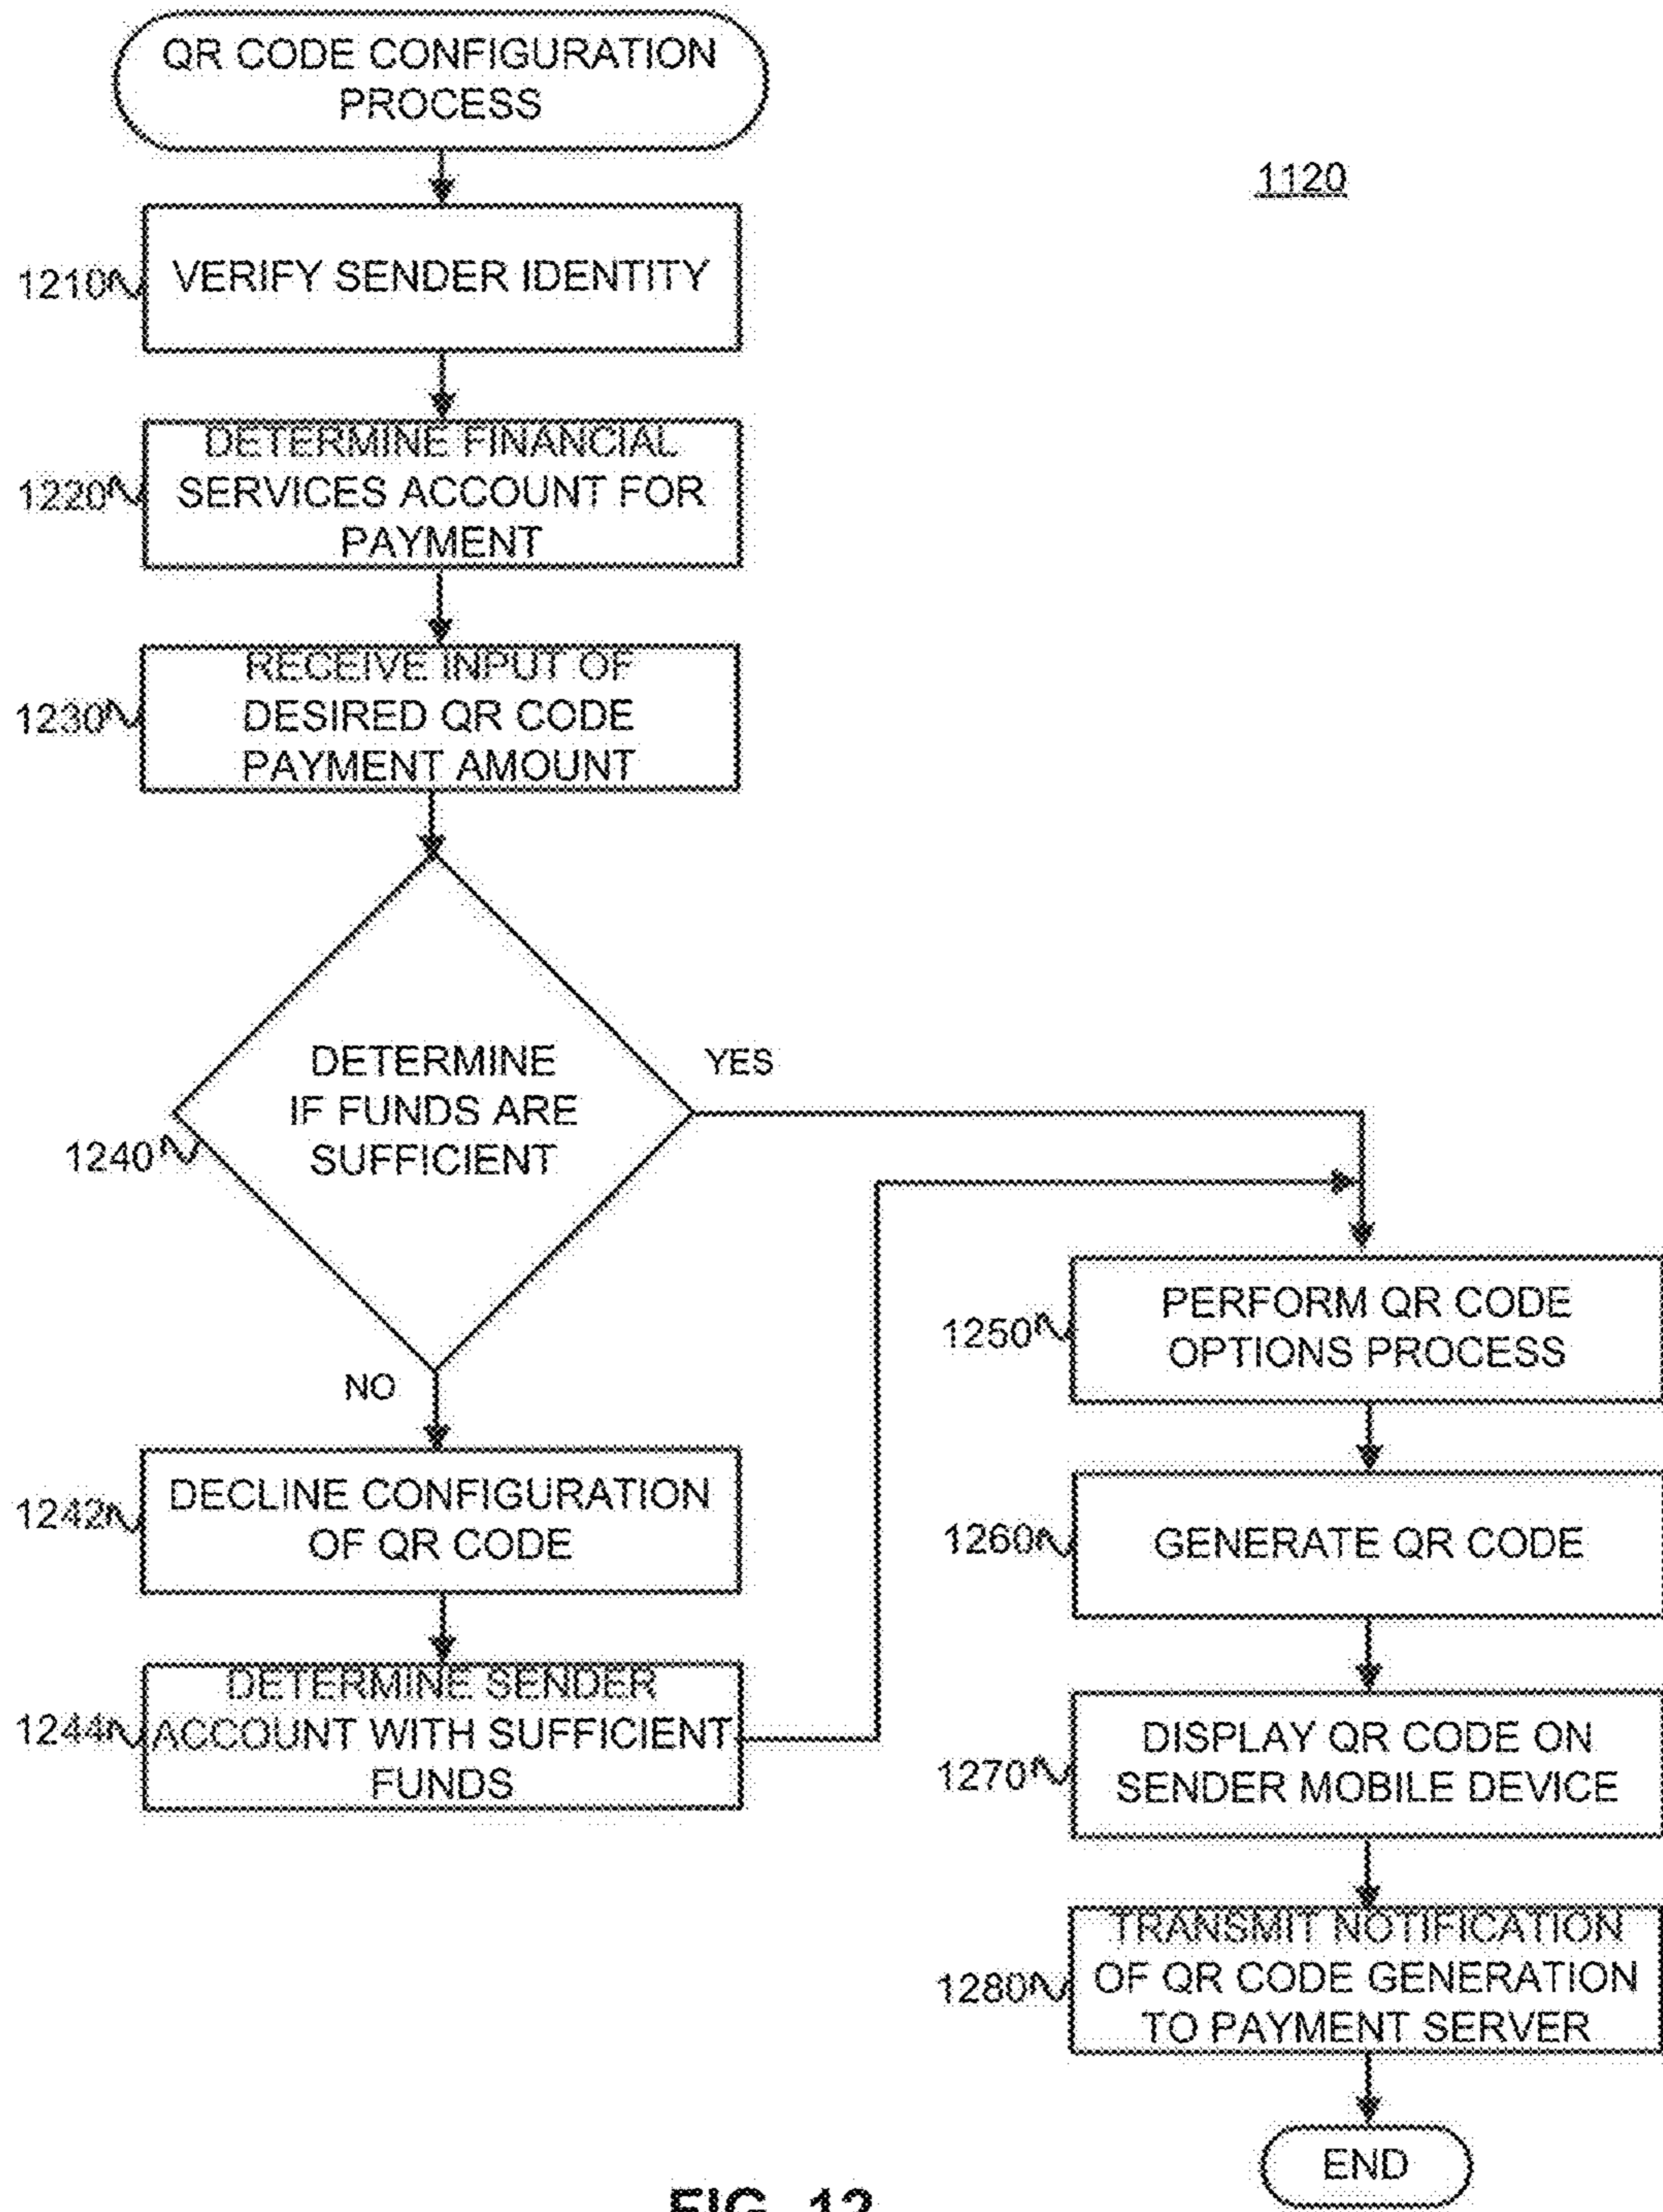 QR CODE CONFIGURATION
PROCESS
1120
1210
VERIFY SENDER IDENTITY
1220
DETERMINE FINANCIAL
SERVICES ACCOUNT FOR
PAYMENT
1230
RECEIVE INPUT OF
DESIRED QR CODE
PAYMENT AMOUNT
1240
DETERMINE
IF FUNDS ARE
SUFFICIENT
YES
NO
1242
DECLINE CONFIGURATION
OF QR CODE
1244
DETERMINE SENDER
ACCOUNT WITH SUFFICIENT
FUNDS
1250
PERFORM QR CODE
OPTIONS PROCESS
1260
GENERATE QR CODE
1270
DISPLAY QR CODE ON
SENDER MOBILE DEVICE
1280
TRANSMIT NOTIFICATION
OF QR CODE GENERATION
TO PAYMENT SERVER
END
FIG. 12